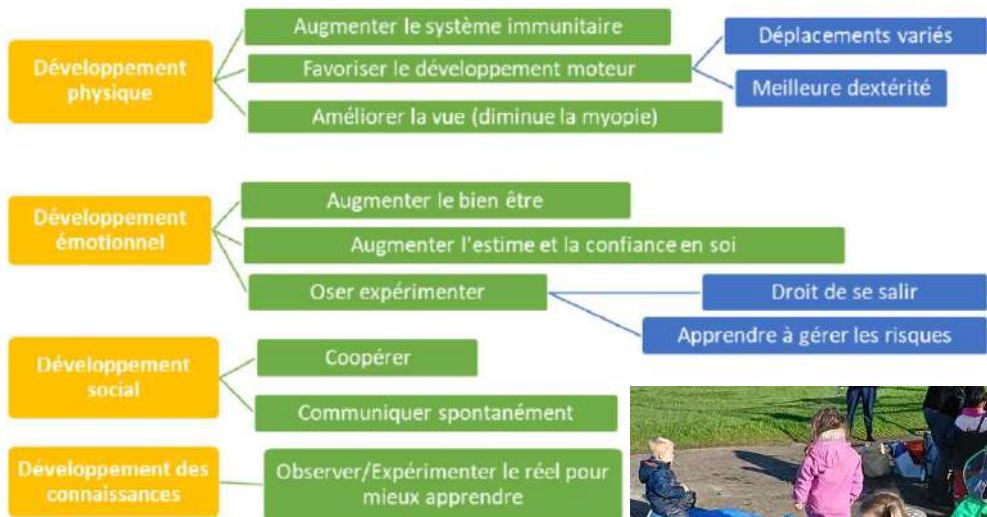 Développement
physique
Augmenter le système immunitaire
Favoriser le développement moteur
Déplacements variés
Meilleure dextérité
Améliorer la vue (diminue la myopie)
Développement
émotionnel
Augmenter le bien être
Augmenter l'estime et la confiance en soi
Oser expérimenter
Droit de se salir
Apprendre à gérer les risques
Développement
social
Coopérer
Communiquer spontanément
Développement des
connaissances
Observer/Expérimenter le réel pour
mieux apprendre